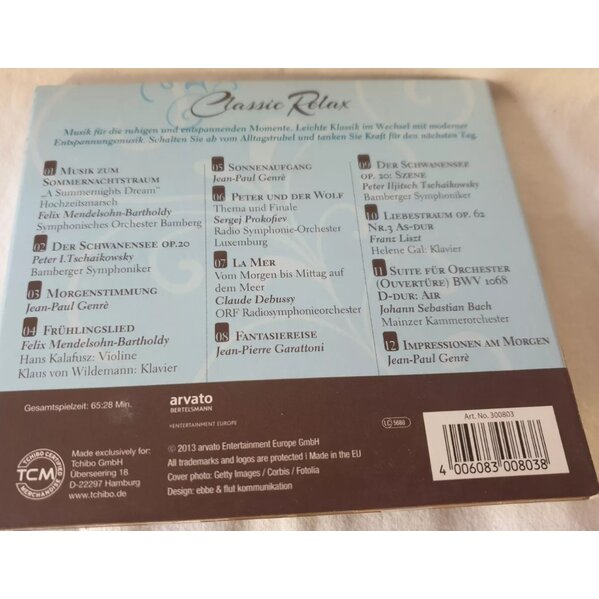 Classic Relax
Musik für die ruhigen und entspannenden Momente. Leichte Klassik im Wechsel mit moderner
Entspannungsmusik. Schalten Sie ab vom Alltagstrubel und tanken Sie Kraft für den nächsten Tag.
01 Musik zum
Sommernachtstraum
„A Summernights Dream"
Hochzeitsmarsch
Felix Mendelsohn-Bartholdy
Symphonisches Orchester Bamberg
02 Der Schwanensee op.20
Peter I.Tschaikowsky
Bamberger Symphoniker
03 Morgenstimmung
Jean-Paul Genrè
04 Frühlingslied
Felix Mendelsohn-Bartholdy
Hans Kalafusz: Violine
Klaus von Wildemann: Klavier
05 Sonnenaufgang
Jean-Paul Genrè
06 Peter und der Wolf
Thema und Finale
Sergej Prokofiev
Radio Symphonie-Orchester
Luxemburg
07 La Mer
Vom Morgen bis Mittag auf
dem Meer
Claude Debussy
ORF Radiosymphonieorchester
08 Fantasiereise
Jean-Pierre Garattoni
09 Der Schwanensee
op. 20: Szene
Peter Iljitsch Tschaikowsky
Bamberger Symphoniker
10 Liebestraum op. 62
Nr.3 As-dur
Franz Liszt
Helene Gal: Klavier
11 Suite für Orchester
(Ouvertüre) BWV 1068
D-dur: Air
Johann Sebastian Bach
Mainzer Kammerorchester
12 Impressionen am Morgen
Jean-Paul Genrè
Gesamtspielzeit: 65:28 Min.
arvato
BERTELSMANN
»ENTERTAINMENT EUROPE
LC 5680
Art. No. 300803
4 006083 008038
TCHIBO CERTIFIED
TCM
MERCHANDISE
Made exclusively for:
Tchibo GmbH
Überseering 18
D-22297 Hamburg
www.tchibo.de
© 2013 arvato Entertainment Europe GmbH
All trademarks and logos are protected | Made in the EU
Cover photo: Getty Images / Corbis / Fotolia
Design: ebbe & flut kommunikation